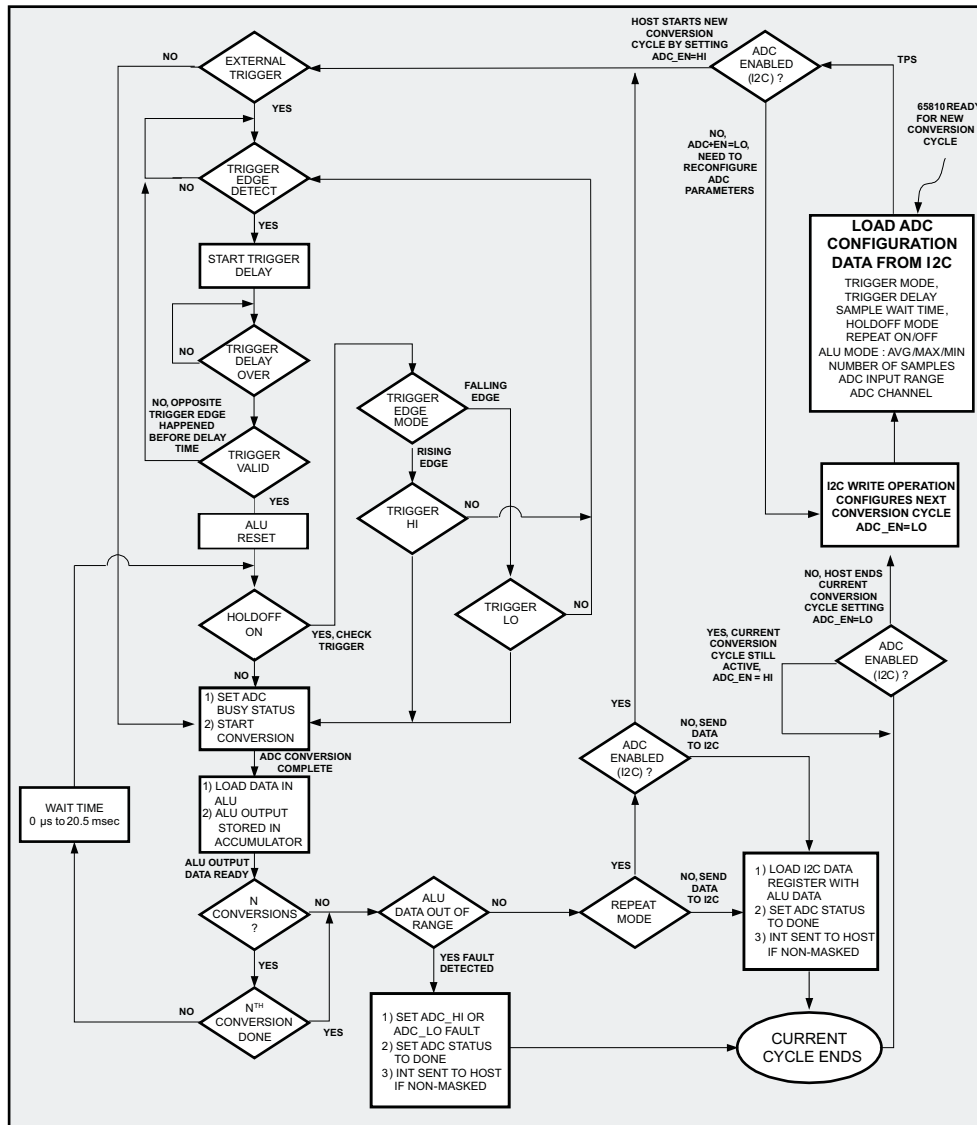 HOST STARTS NEW
CONVERSION
CYCLE BY SETTING
ADC_EN=HI
NO
EXTERNAL
TRIGGER
YES
ADC
ENABLED
(I2C) ?
TPS
65810 READY
FOR NEW
CONVERSION
CYCLE
NO,
ADC+EN=LO,
NEED TO
RECONFIGURE
ADC
PARAMETERS
TRIGGER
EDGE
DETECT
NO
YES
START TRIGGER
DELAY
LOAD ADC
CONFIGURATION
DATA FROM I2C
TRIGGER MODE,
TRIGGER DELAY
SAMPLE WAIT TIME,
HOLDOFF MODE
REPEAT ON/OFF
ALU MODE : AVG/MAX/MIN
NUMBER OF SAMPLES
ADC INPUT RANGE
ADC CHANNEL
NO
TRIGGER
DELAY
OVER
NO, OPPOSITE
TRIGGER EDGE
HAPPENED
BEFORE DELAY
TIME
TRIGGER
VALID
YES
TRIGGER
EDGE
MODE
FALLING
EDGE
RISING
EDGE
TRIGGER
HI
NO
I2C WRITE OPERATION
CONFIGURES NEXT
CONVERSION CYCLE
ADC_EN=LO
ALU
RESET
HOLDOFF
ON
YES, CHECK
TRIGGER
NO
TRIGGER
LO
NO
NO, HOST ENDS
CURRENT
CONVERSION
CYCLE SETTING
ADC_EN=LO
YES, CURRENT
CONVERSION
CYCLE STILL
ACTIVE,
ADC_EN = HI
ADC
ENABLED
(I2C) ?
1) SET ADC
BUSY STATUS
2) START
CONVERSION
ADC CONVERSION
COMPLETE
YES
NO, SEND
DATA
TO I2C
ADC
ENABLED
(I2C) ?
WAIT TIME
0 µs to 20.5 msec
1) LOAD DATA IN
ALU
2) ALU OUTPUT
STORED IN
ACCUMULATOR
ALU OUTPUT
DATA READY
N
CONVERSIONS
?
NO
YES
ALU
DATA OUT OF
RANGE
NO
YES FAULT
DETECTED
YES
REPEAT
MODE
NO, SEND
DATA
TO I2C
1) LOAD I2C DATA
REGISTER WITH
ALU DATA
2) SET ADC STATUS
TO DONE
3) INT SENT TO HOST
IF NON-MASKED
NO
NTH
CONVERSION
DONE
YES
1) SET ADC_HI OR
ADC_LO FAULT
2) SET ADC STATUS
TO DONE
3) INT SENT TO HOST
IF NON-MASKED
CURRENT
CYCLE ENDS